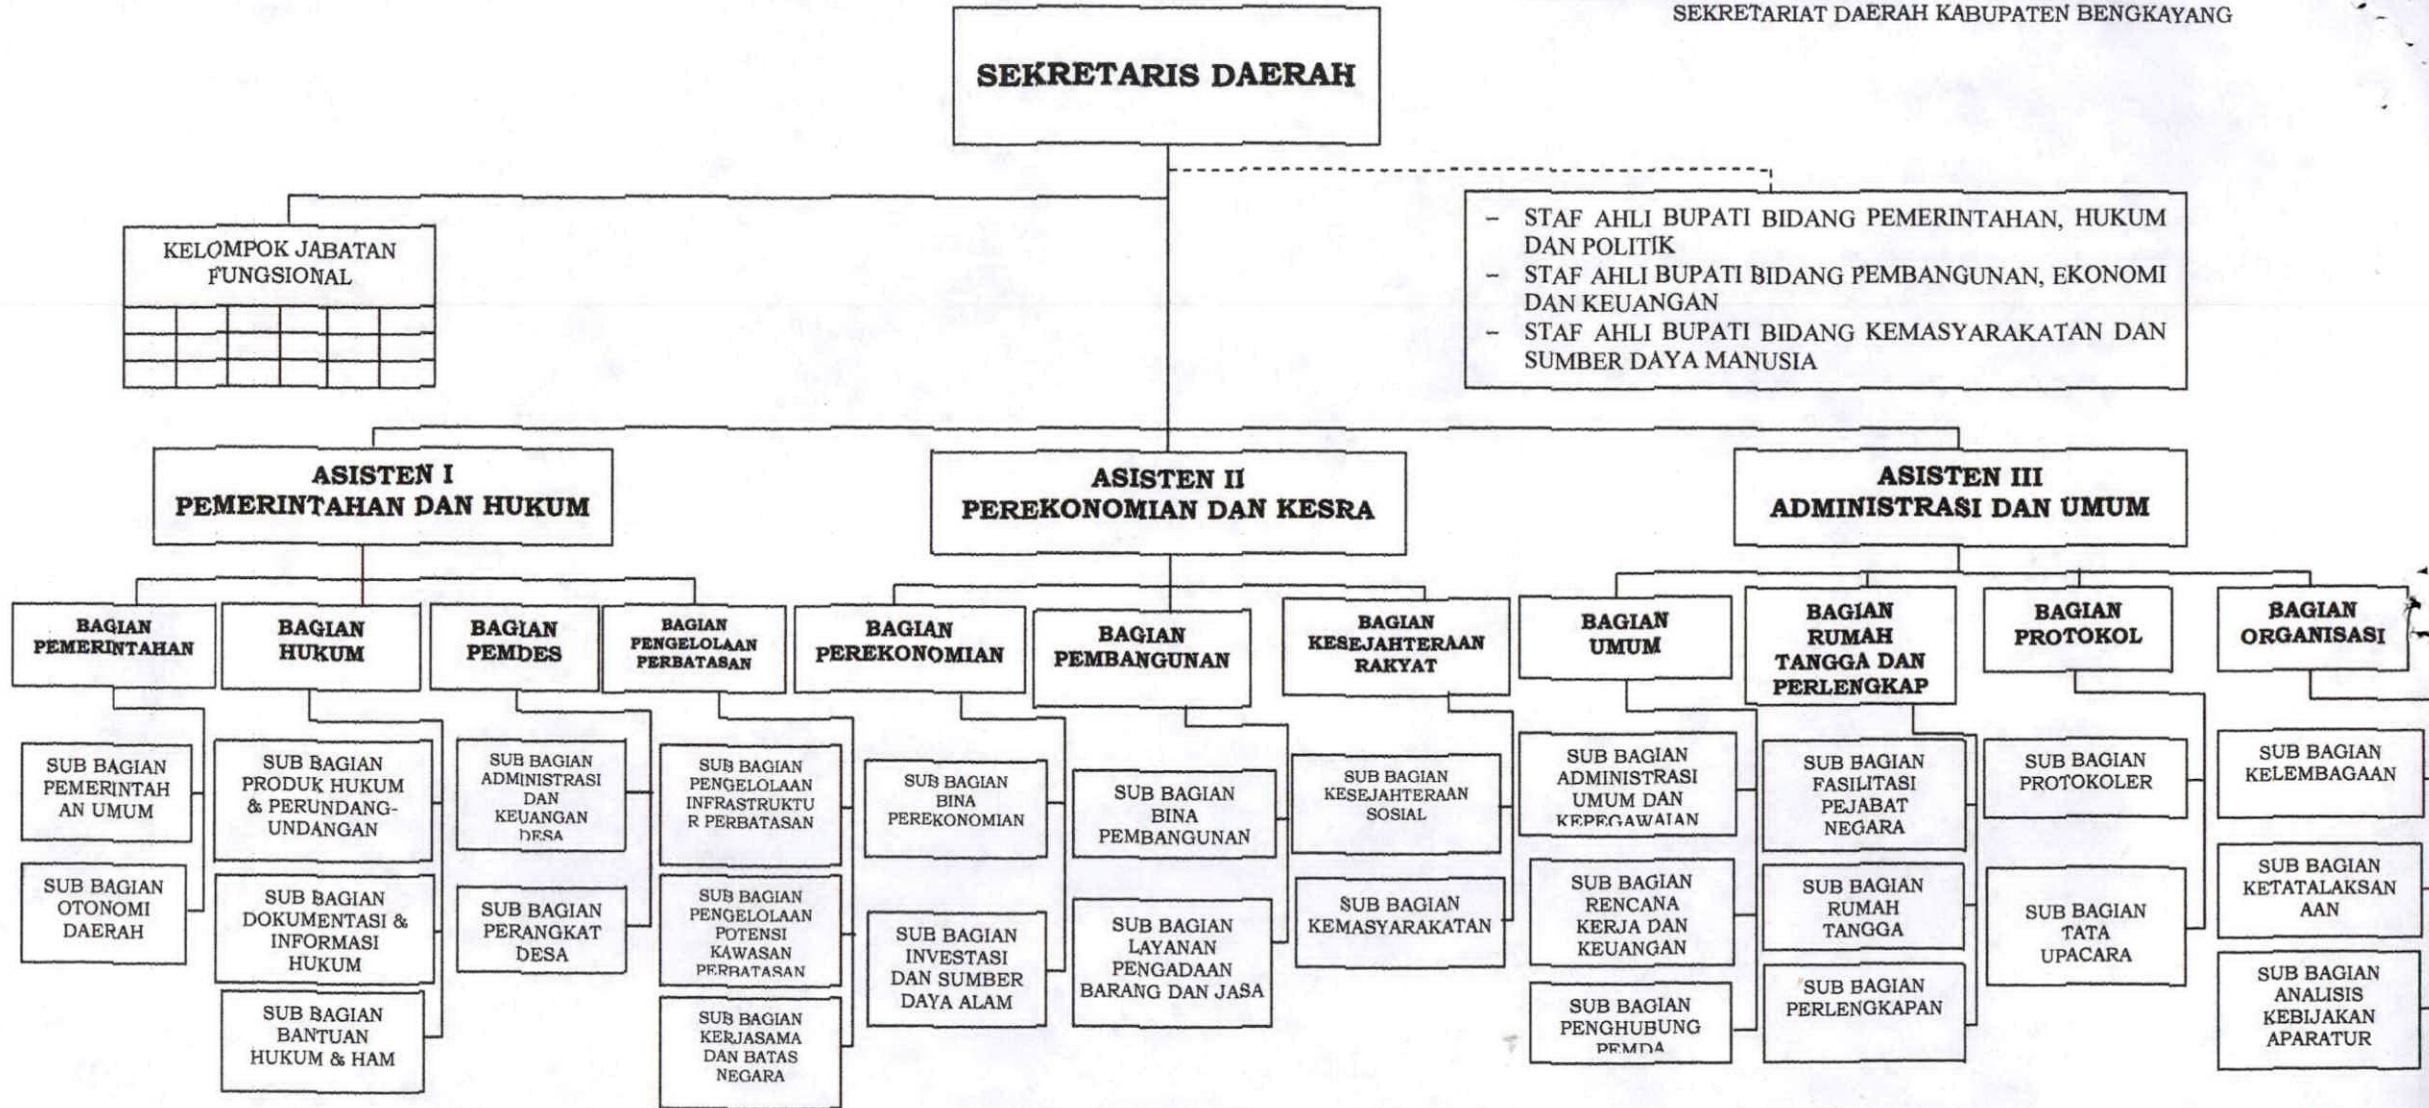 SEKRETARIAT DAERAH KABUPATEN BENGKAYANG
SEKRETARIS DAERAH
KELOMPOK JABATAN
FUNGSIONAL
- STAF AHLI BUPATI BIDANG PEMERINTAHAN, HUKUM
DAN POLITIK
- STAF AHLI BUPATI BIDANG PEMBANGUNAN, EKONOMI
DAN KEUANGAN
- STAF AHLI BUPATI BIDANG KEMASYARAKATAN DAN
SUMBER DAYA MANUSIA
ASISTEN I
PEMERINTAHAN DAN HUKUM
ASISTEN II
PEREKONOMIAN DAN KESRA
ASISTEN III
ADMINISTRASI DAN UMUM
BAGIAN
PEMERINTAHAN
BAGIAN
HUKUM
BAGIAN
PEMDES
BAGIAN
PENGELOLAAN
PERBATASAN
BAGIAN
PEREKONOMIAN
BAGIAN
PEMBANGUNAN
BAGIAN
KESEJAHTERAAN
RAKYAT
BAGIAN
UMUM
BAGIAN
RUMAH
TANGGA DAN
PERLENGKAP
BAGIAN
PROTOKOL
BAGIAN
ORGANISASI
SUB BAGIAN
PEMERINTAH
AN UMUM
SUB BAGIAN
OTONOMI
DAERAH
SUB BAGIAN
PRODUK HUKUM
& PERUNDANG-
UNDANGAN
SUB BAGIAN
DOKUMENTASI &
INFORMASI
HUKUM
SUB BAGIAN
BANTUAN
HUKUM & HAM
SUB BAGIAN
ADMINISTRASI
DAN
KEUANGAN
DESA
SUB BAGIAN
PERANGKAT
DESA
SUB BAGIAN
PENGELOLAAN
INFRASTRUKTU
R PERBATASAN
SUB BAGIAN
PENGELOLAAN
POTENSI
KAWASAN
PERBATASAN
SUB BAGIAN
KERJASAMA
DAN BATAS
NEGARA
SUB BAGIAN
BINA
PEREKONOMIAN
SUB BAGIAN
INVESTASI
DAN SUMBER
DAYA ALAM
SUB BAGIAN
BINA
PEMBANGUNAN
SUB BAGIAN
LAYANAN
PENGADAAN
BARANG DAN JASA
SUB BAGIAN
KESEJAHTERAAN
SOSIAL
SUB BAGIAN
KEMASYARAKATAN
SUB BAGIAN
ADMINISTRASI
UMUM DAN
KEPEGAWAIAN
SUB BAGIAN
RENCANA
KERJA DAN
KEUANGAN
SUB BAGIAN
PENGHUBUNG
PEMDA
SUB BAGIAN
FASILITASI
PEJABAT
NEGARA
SUB BAGIAN
RUMAH
TANGGA
SUB BAGIAN
PERLENGKAPAN
SUB BAGIAN
PROTOKOLER
SUB BAGIAN
TATA
UPACARA
SUB BAGIAN
KELEMBAGAAN
SUB BAGIAN
KETATALAKSAN
AAN
SUB BAGIAN
ANALISIS
KEBIJAKAN
APARATUR